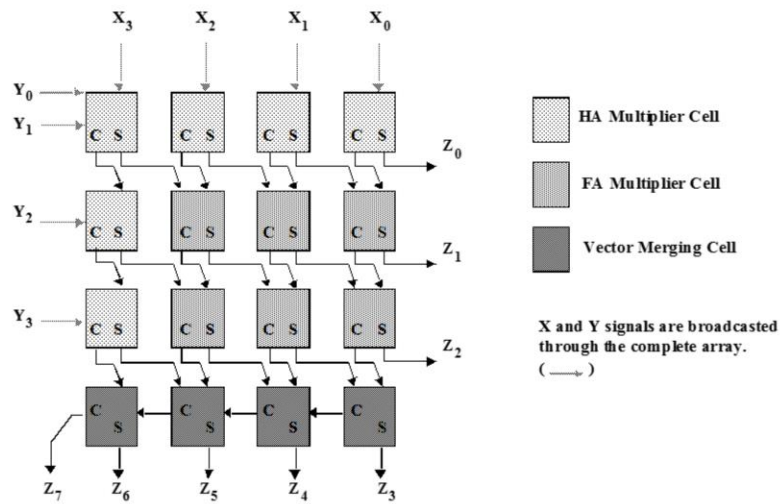 X3 X2 X1 X0
Y0
Y1
C S C S C S C S
Z0
Y2
C S C S C S C S
Z1
Y3
C S C S C S C S
Z2
C S C S C S C S
Z7 Z6 Z5 Z4 Z3
HA Multiplier Cell
FA Multiplier Cell
Vector Merging Cell
X and Y signals are broadcasted
through the complete array.
( )